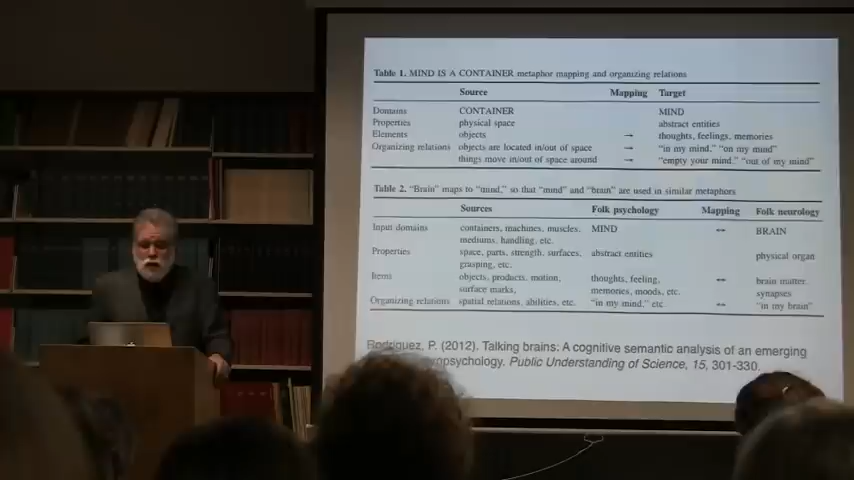 Table 1. MIND IS A CONTAINER metaphor mapping and organizing relations
Source Mapping Target
Domains CONTAINER MIND
Properties physical space abstract entities
Elements objects → thoughts, feelings, memories
Organizing relations objects are located in/out of space → "in my mind," "on my mind"
things move in/out of space around → "empty your mind," "out of my mind"
Table 2. "Brain" maps to "mind," so that "mind" and "brain" are used in similar metaphors
Sources Folk psychology Mapping Folk neurology
Input domains containers, machines, muscles, MIND ↔ BRAIN
mediums, handling, etc.
Properties space, parts, strength, surfaces, abstract entities physical organ
grasping, etc.
Items objects, products, motion, thoughts, feeling, ↔ brain matter,
surface marks, memories, moods, etc. synapses
Organizing relations spatial relations, abilities, etc. "in my mind," etc. ↔ "in my brain"
Rodriguez, P. (2012). Talking brains: A cognitive semantic analysis of an emerging
Public Understanding of Science, 15, 301-330.